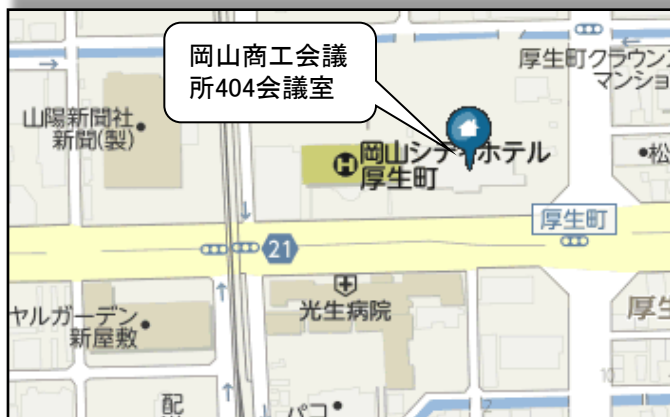 岡山商工会議
所404会議室
厚生町クラウン
マンショ
山陽新聞社
新聞(製)
岡山シティホテル
厚生町
H
•松
厚生町
21
光生病院
ヤルガーデン
新屋敷
厚生
10
配
パコ
2